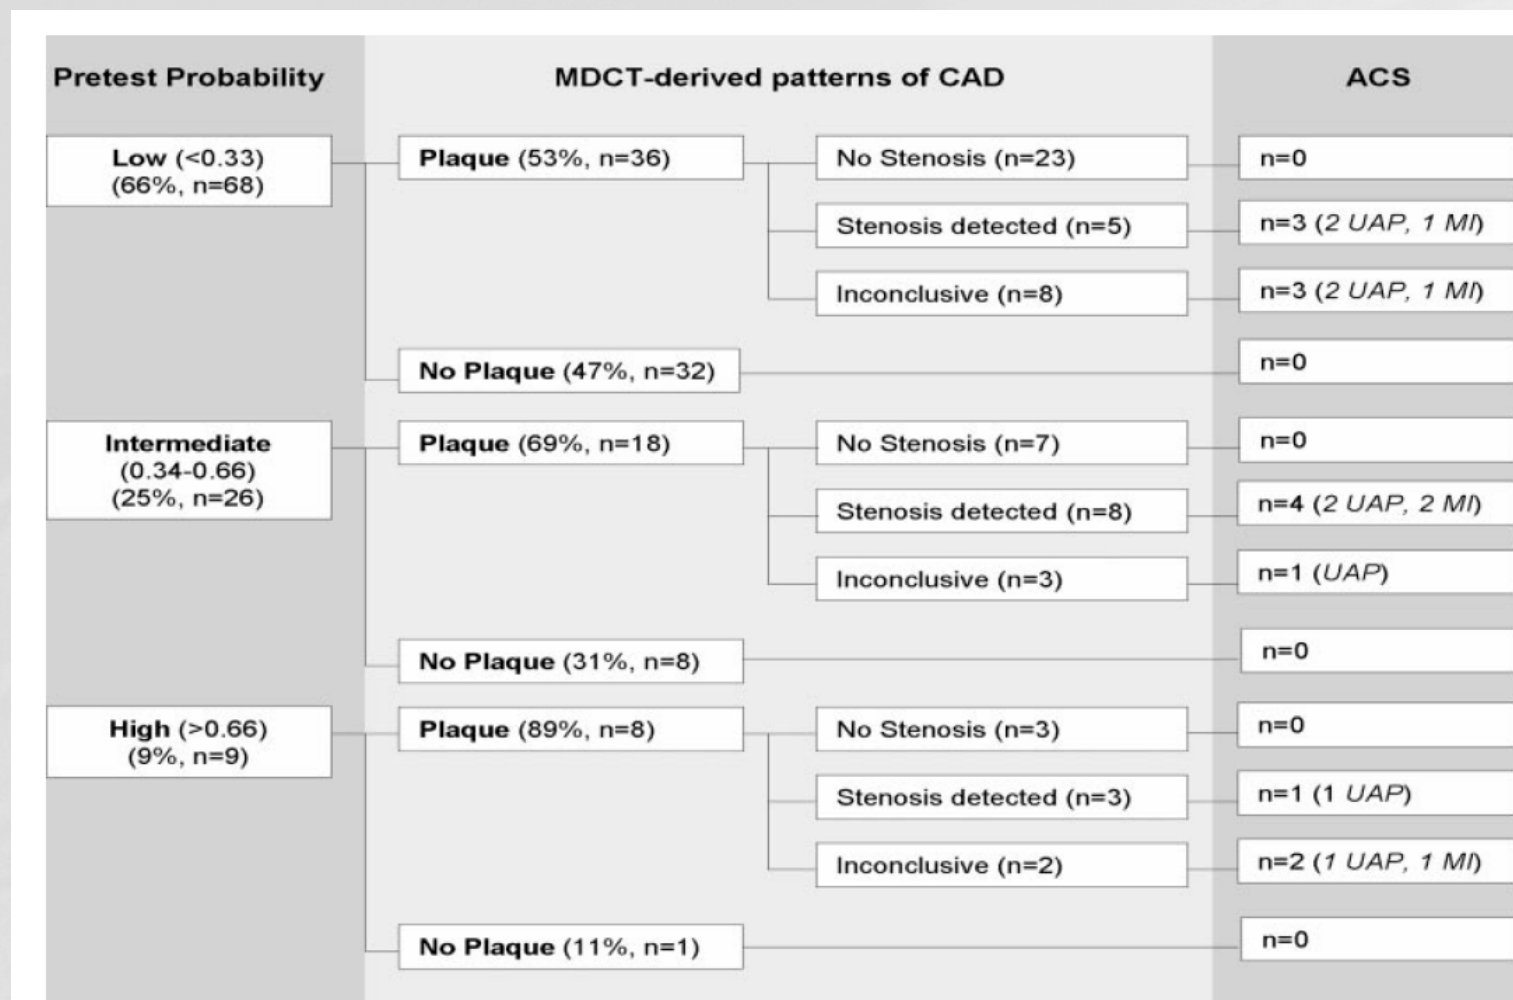 Pretest Probability
MDCT-derived patterns of CAD
ACS
Low (<0.33)
(66%, n=68)
Plaque (53%, n=36)
No Stenosis (n=23)
n=0
Stenosis detected (n=5)
n=3 (2 UAP, 1 MI)
Inconclusive (n=8)
n=3 (2 UAP, 1 MI)
No Plaque (47%, n=32)
n=0
Intermediate
(0.34-0.66)
(25%, n=26)
Plaque (69%, n=18)
No Stenosis (n=7)
n=0
Stenosis detected (n=8)
n=4 (2 UAP, 2 MI)
Inconclusive (n=3)
n=1 (UAP)
No Plaque (31%, n=8)
n=0
High (>0.66)
(9%, n=9)
Plaque (89%, n=8)
No Stenosis (n=3)
n=0
Stenosis detected (n=3)
n=1 (1 UAP)
Inconclusive (n=2)
n=2 (1 UAP, 1 MI)
No Plaque (11%, n=1)
n=0